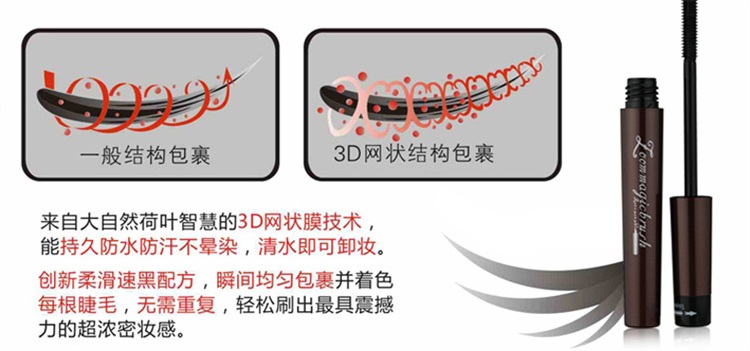 一般结构包裹
3D网状结构包裹
来自大自然荷叶智慧的3D网状膜技术，
能持久防水防汗不晕染，清水即可卸妆。
创新柔滑速黑配方，瞬间均匀包裹并着色
每根睫毛，无需重复，轻松刷出最具震撼
力的超浓密妆感。